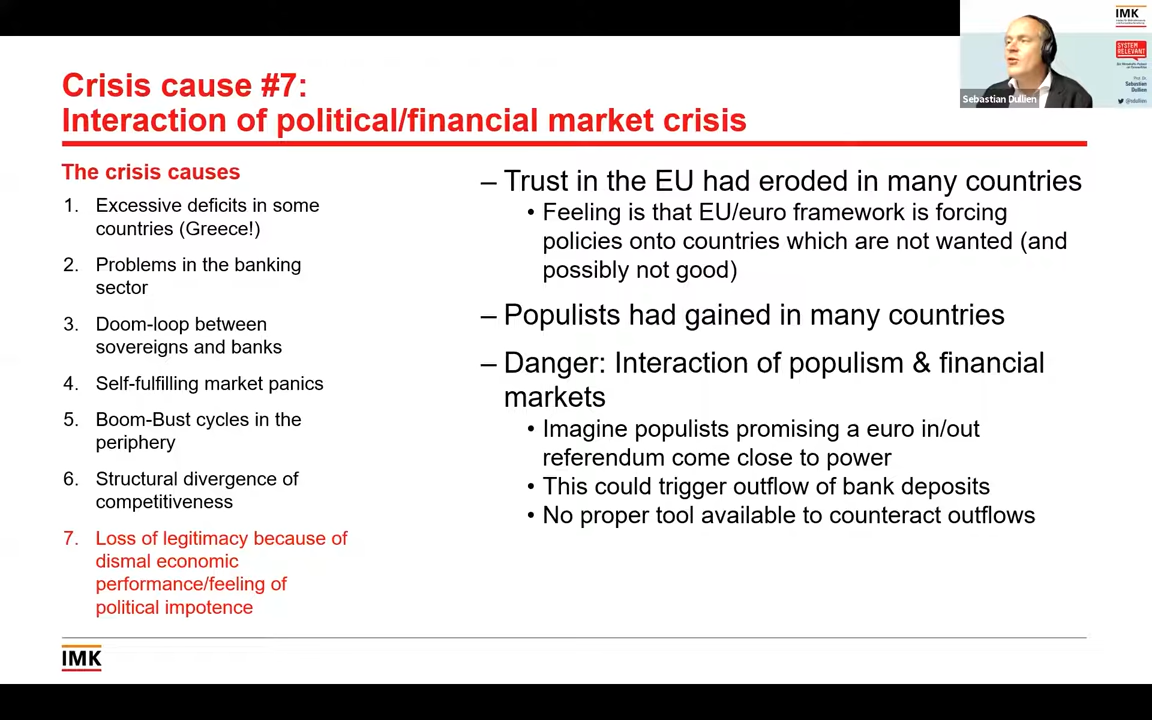 IMK
SYSTEM
RELEVANT
Prof. Dr.
Sebastian
Dullien
Sebastian Dullien
Crisis cause #7:
Interaction of political/financial market crisis
The crisis causes
1. Excessive deficits in some
countries (Greece!)
2. Problems in the banking
sector
3. Doom-loop between
sovereigns and banks
4. Self-fulfilling market panics
5. Boom-Bust cycles in the
periphery
6. Structural divergence of
competitiveness
7. Loss of legitimacy because of
dismal economic
performance/feeling of
political impotence
– Trust in the EU had eroded in many countries
• Feeling is that EU/euro framework is forcing
policies onto countries which are not wanted (and
possibly not good)
– Populists had gained in many countries
– Danger: Interaction of populism & financial
markets
• Imagine populists promising a euro in/out
referendum come close to power
• This could trigger outflow of bank deposits
• No proper tool available to counteract outflows
IMK